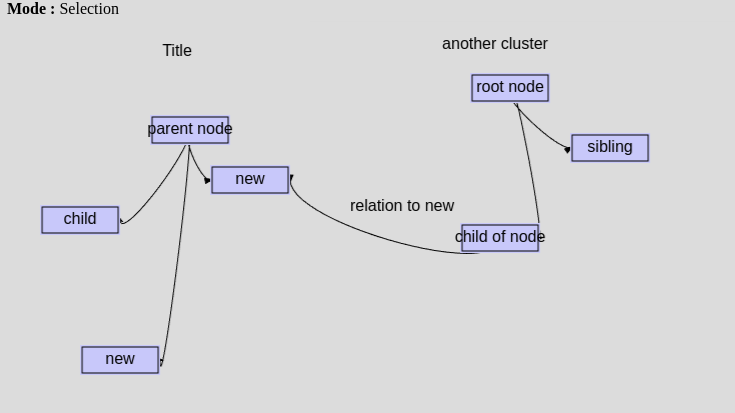 Mode : Selection
Title
another cluster
root node
parent node
sibling
new
relation to new
child
child of node
new